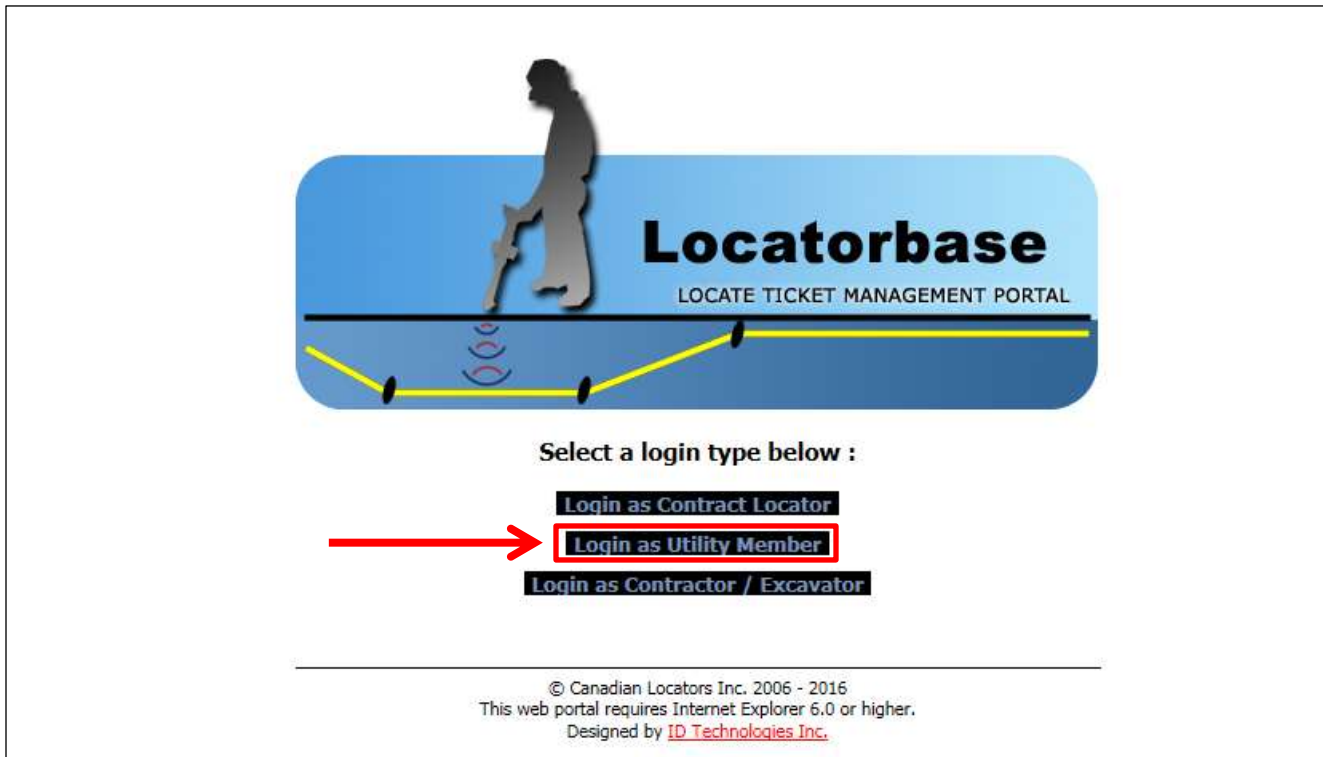 Locatorbase
LOCATE TICKET MANAGEMENT PORTAL
Select a login type below :
Login as Contract Locator
Login as Utility Member
Login as Contractor / Excavator
© Canadian Locators Inc. 2006 - 2016
This web portal requires Internet Explorer 6.0 or higher.
Designed by ID Technologies Inc.